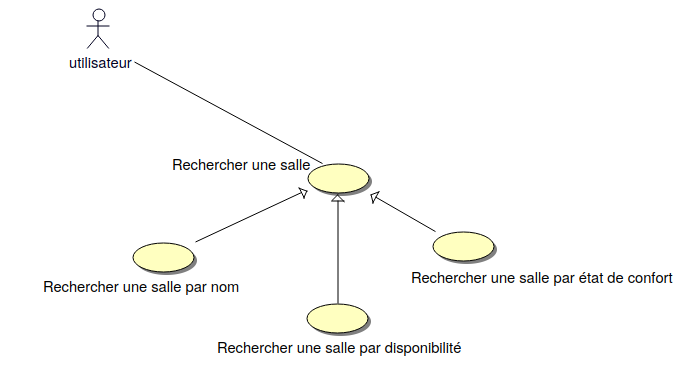 utilisateur
Rechercher une salle
Rechercher une salle par nom
Rechercher une salle par état de confort
Rechercher une salle par disponibilité